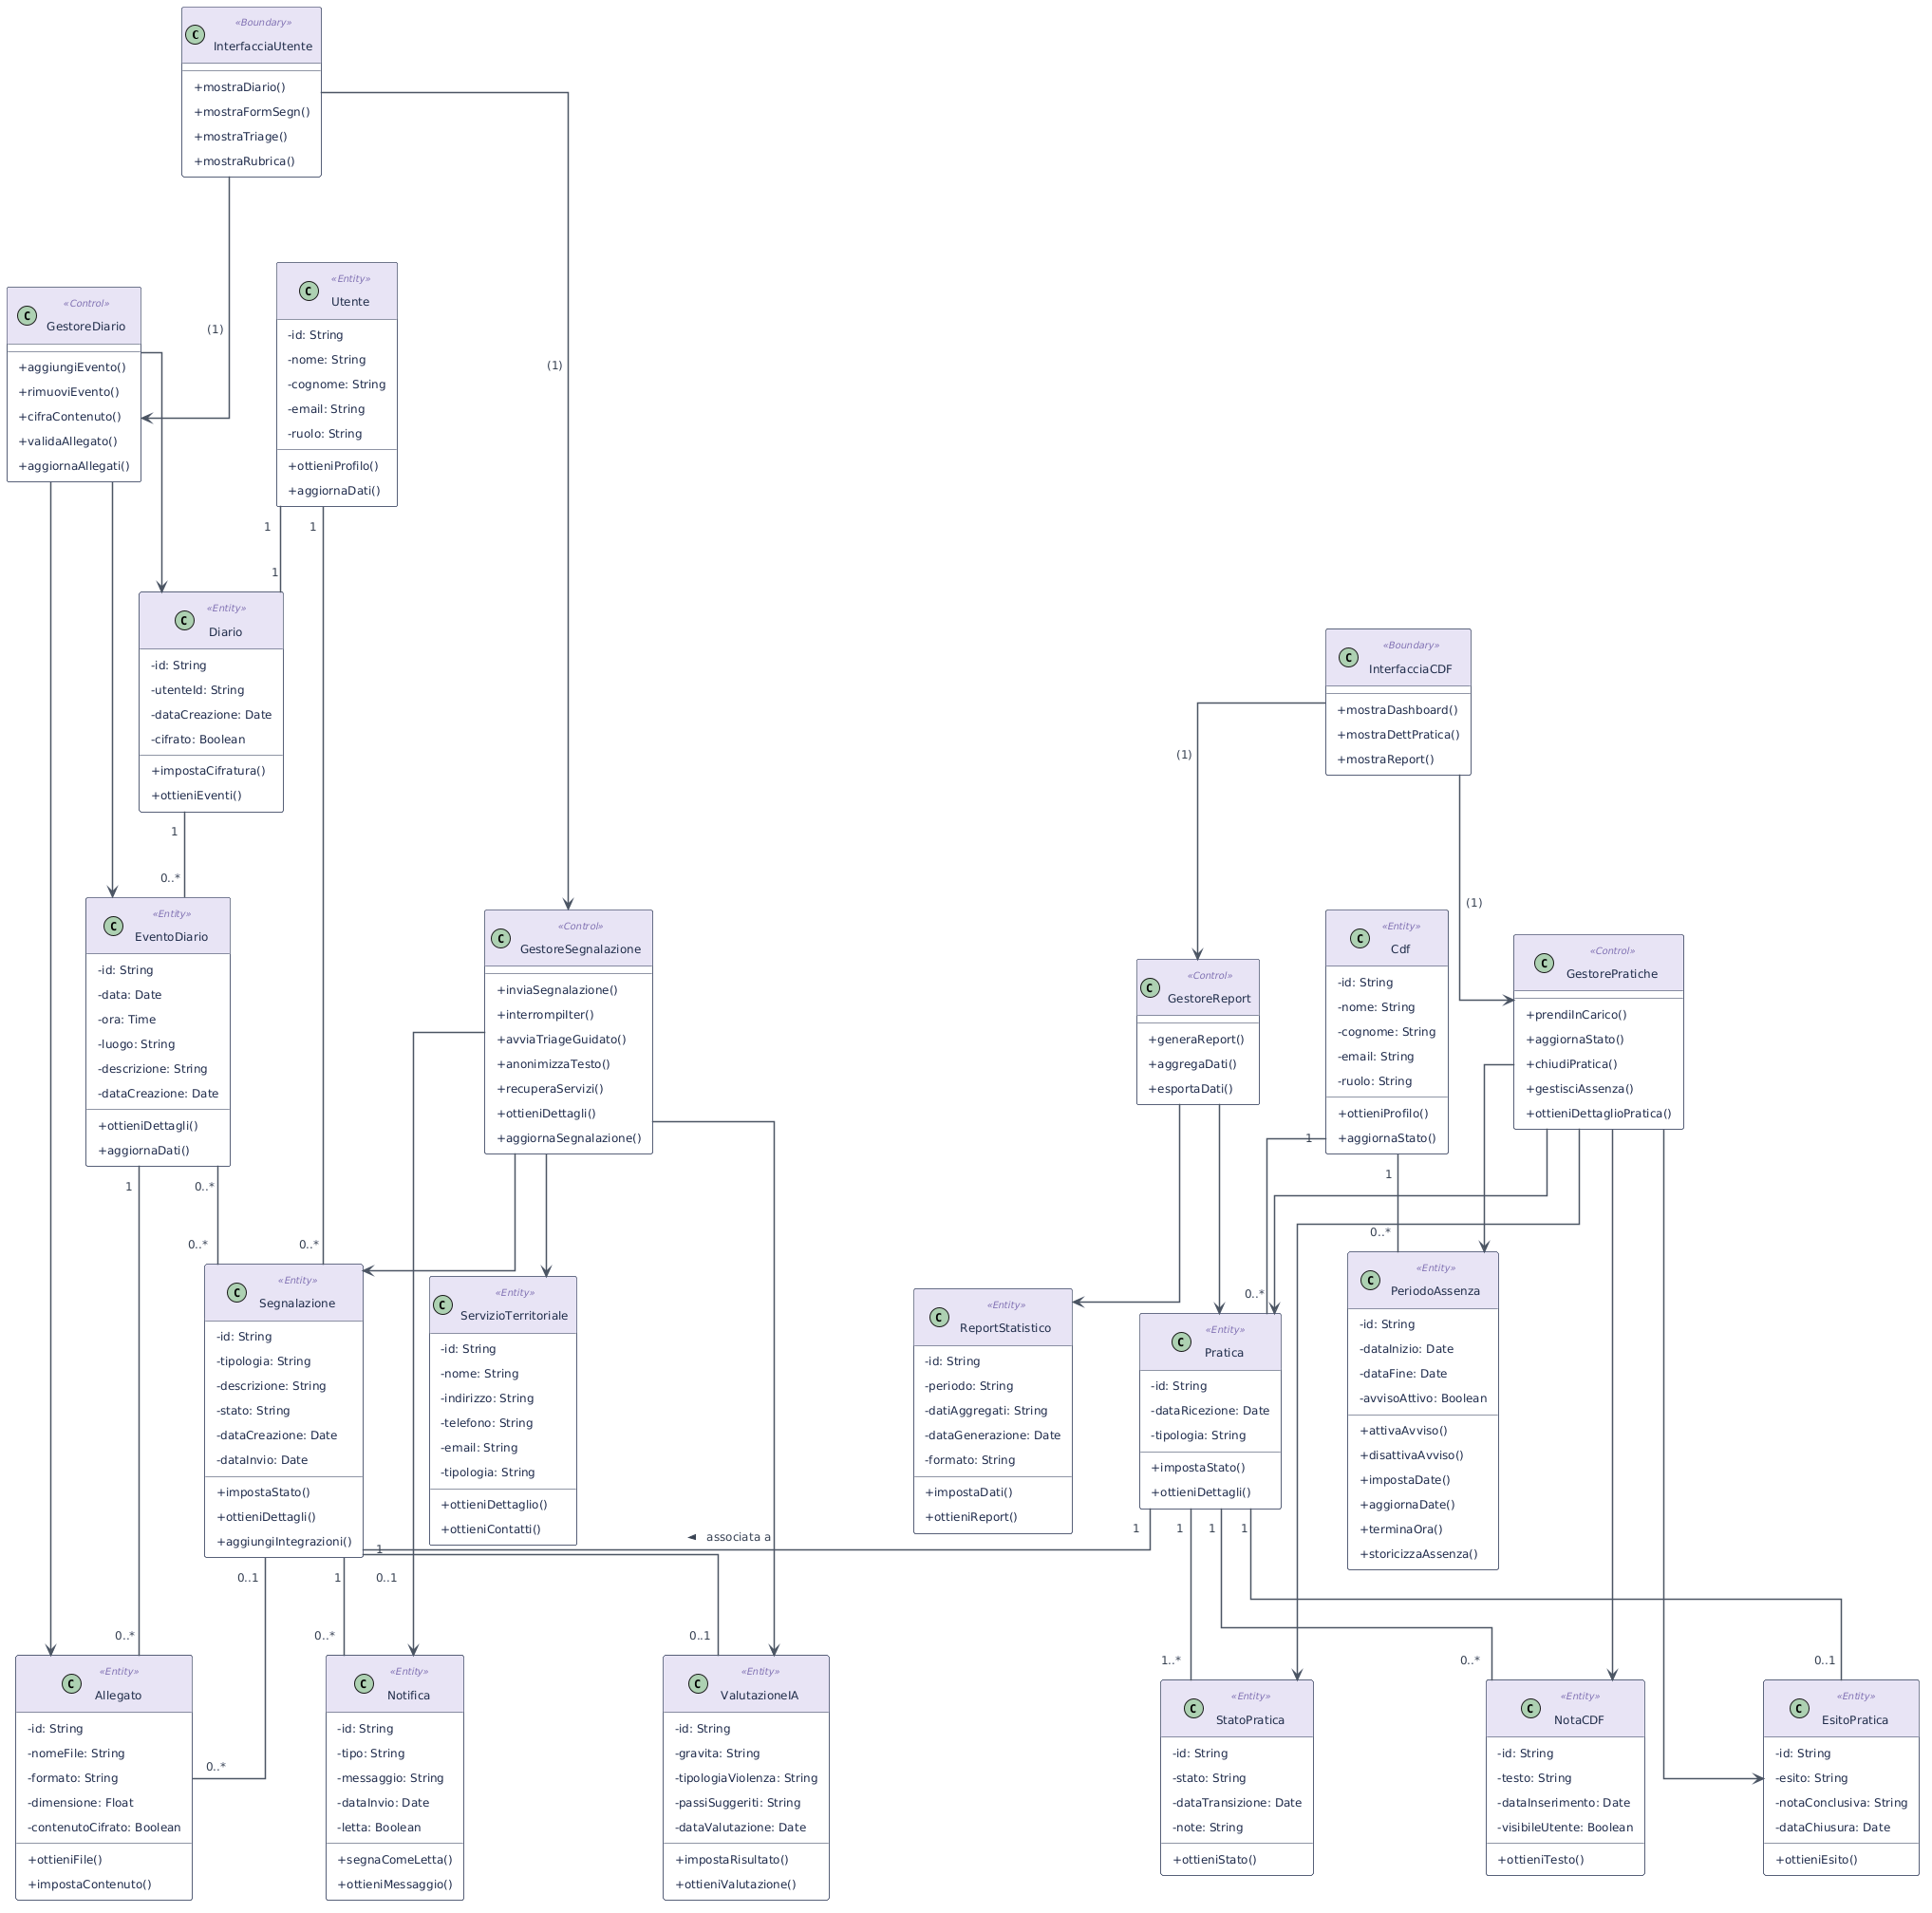 «Boundary»
C
InterfacciaUtente
+mostraDiario()
+mostraFormSegn()
+mostraTriage()
+mostraRubrica()
(1)
(1)
«Control»
C
GestoreDiario
+aggiungiEvento()
+rimuoviEvento()
+cifraContenuto()
+validaAllegato()
+aggiornaAllegati()
«Entity»
C
Utente
-id: String
-nome: String
-cognome: String
-email: String
-ruolo: String
+ottieniProfilo()
+aggiornaDati()
1
1
1
«Entity»
C
Diario
-id: String
-utenteId: String
-dataCreazione: Date
-cifrato: Boolean
+impostaCifratura()
+ottieniEventi()
1
0..*
«Boundary»
C
InterfacciaCDF
+mostraDashboard()
+mostraDettPratica()
+mostraReport()
(1)
(1)
«Entity»
C
EventoDiario
-id: String
-data: Date
-ora: Time
-luogo: String
-descrizione: String
-dataCreazione: Date
+ottieniDettagli()
+aggiornaDati()
1
0..*
0..*
0..*
«Control»
C
GestoreSegnalazione
+inviaSegnalazione()
+interrompiIter()
+avviaTriageGuidato()
+anonimizzaTesto()
+recuperaServizi()
+ottieniDettagli()
+aggiornaSegnalazione()
«Control»
C
GestoreReport
+generaReport()
+aggregaDati()
+esportaDati()
«Entity»
C
Cdf
-id: String
-nome: String
-cognome: String
-email: String
-ruolo: String
+ottieniProfilo()
+aggiornaStato()
1
1
0..*
0..*
«Control»
C
GestorePratiche
+prendiInCarico()
+aggiornaStato()
+chiudiPratica()
+gestisciAssenza()
+ottieniDettaglioPratica()
«Entity»
C
Segnalazione
-id: String
-tipologia: String
-descrizione: String
-stato: String
-dataCreazione: Date
-dataInvio: Date
+impostaStato()
+ottieniDettagli()
+aggiungiIntegrazioni()
«Entity»
C
ServizioTerritoriale
-id: String
-nome: String
-indirizzo: String
-telefono: String
-email: String
-tipologia: String
+ottieniDettaglio()
+ottieniContatti()
«Entity»
C
ReportStatistico
-id: String
-periodo: String
-datiAggregati: String
-dataGenerazione: Date
-formato: String
+impostaDati()
+ottieniReport()
«Entity»
C
Pratica
-id: String
-dataRicezione: Date
-tipologia: String
+impostaStato()
+ottieniDettagli()
«Entity»
C
PeriodoAssenza
-id: String
-dataInizio: Date
-dataFine: Date
-avvisoAttivo: Boolean
+attivaAvviso()
+disattivaAvviso()
+impostaDate()
+aggiornaDate()
+terminaOra()
+storicizzaAssenza()
◄ associata a
1
1
1
1
1
0..1
1
0..1
0..*
0..*
0..*
0..1
1..*
0..*
0..1
«Entity»
C
Allegato
-id: String
-nomeFile: String
-formato: String
-dimensione: Float
-contenutoCifrato: Boolean
+ottieniFile()
+impostaContenuto()
«Entity»
C
Notifica
-id: String
-tipo: String
-messaggio: String
-dataInvio: Date
-letta: Boolean
+segnaComeLetta()
+ottieniMessaggio()
«Entity»
C
ValutazioneIA
-id: String
-gravita: String
-tipologiaViolenza: String
-passiSuggeriti: String
-dataValutazione: Date
+impostaRisultato()
+ottieniValutazione()
«Entity»
C
StatoPratica
-id: String
-stato: String
-dataTransizione: Date
-note: String
+ottieniStato()
«Entity»
C
NotaCDF
-id: String
-testo: String
-dataInserimento: Date
-visibileUtente: Boolean
+ottieniTesto()
«Entity»
C
EsitoPratica
-id: String
-esito: String
-notaConclusiva: String
-dataChiusura: Date
+ottieniEsito()